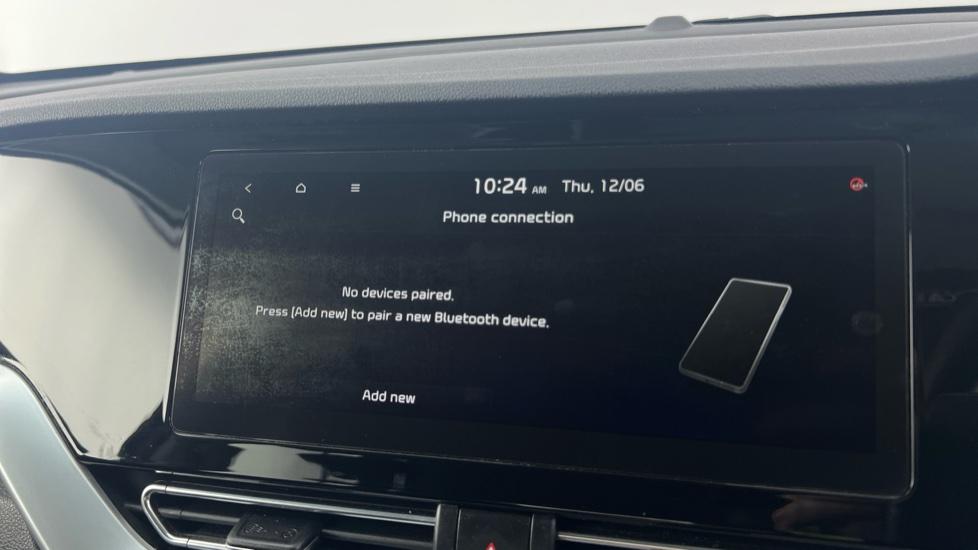 10:24 AM Thu, 12/06
Phone connection
No devices paired.
Press [Add new] to pair a new Bluetooth device.
Add new